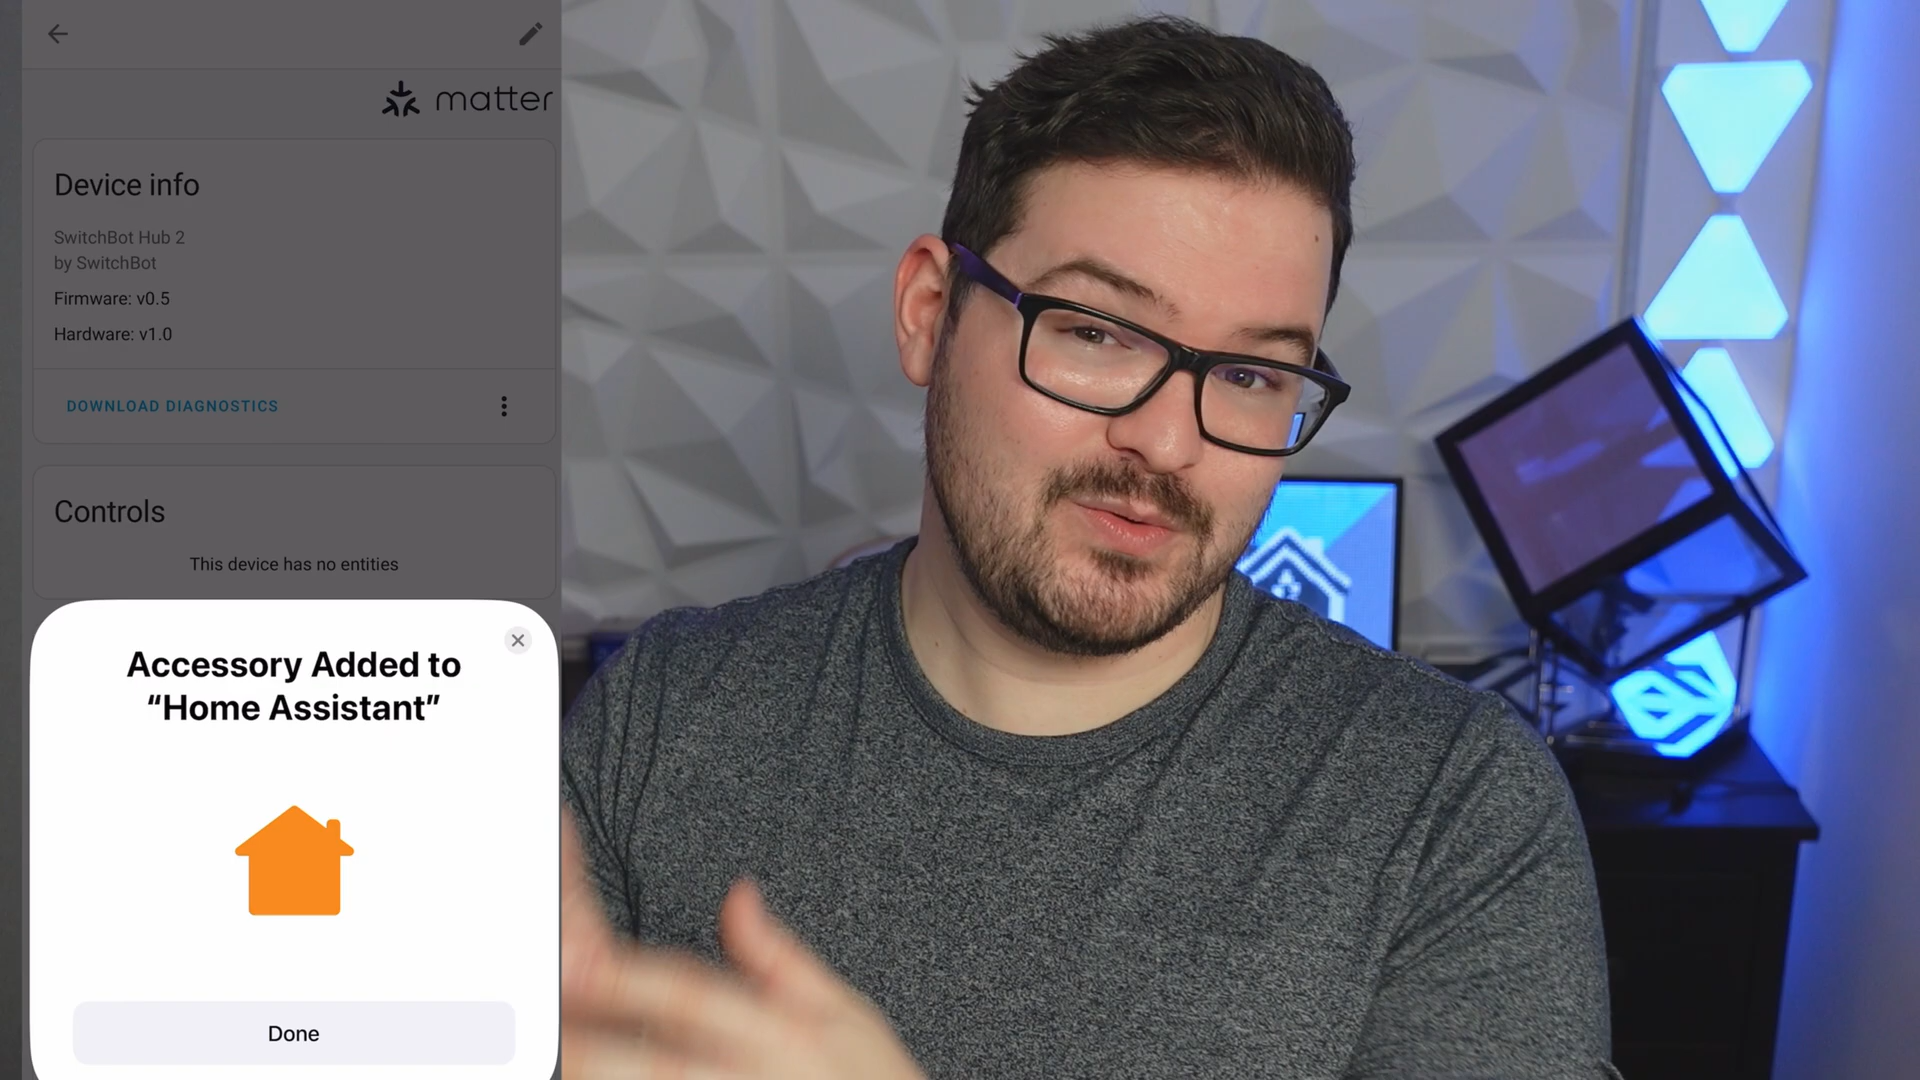 matter
Device info
SwitchBot Hub 2
by SwitchBot
Firmware: v0.5
Hardware: v1.0
DOWNLOAD DIAGNOSTICS
Controls
This device has no entities
Accessory Added to
“Home Assistant”
Done